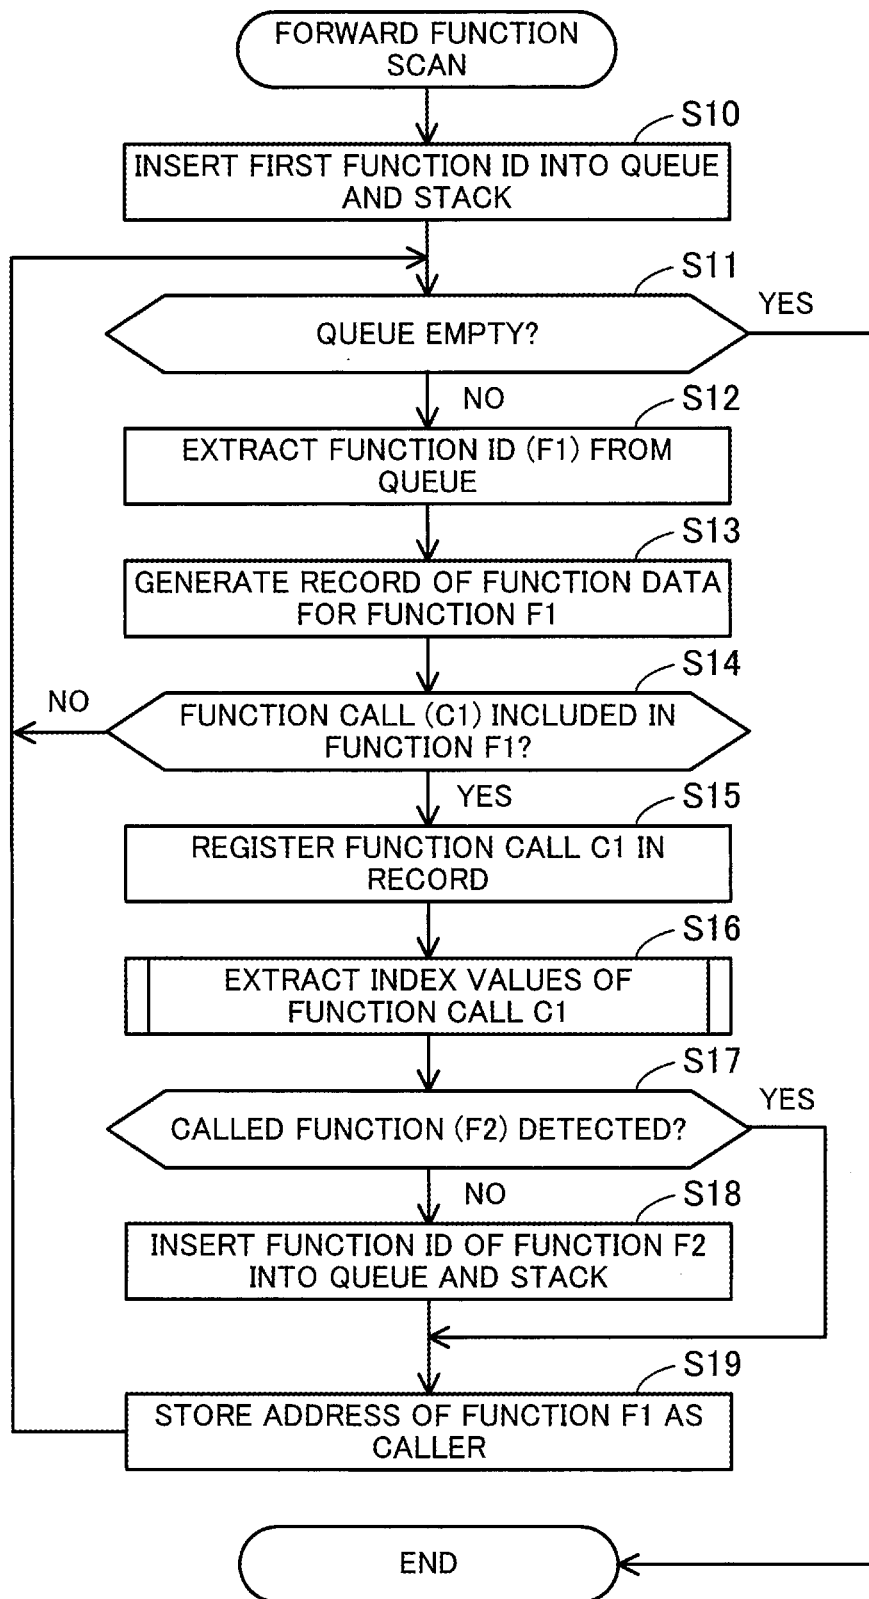 FORWARD FUNCTION
SCAN
S10
INSERT FIRST FUNCTION ID INTO QUEUE
AND STACK
S11
YES
QUEUE EMPTY?
NO
S12
EXTRACT FUNCTION ID (F1) FROM
QUEUE
S13
GENERATE RECORD OF FUNCTION DATA
FOR FUNCTION F1
S14
NO
FUNCTION CALL (C1) INCLUDED IN
FUNCTION F1?
YES
S15
REGISTER FUNCTION CALL C1 IN
RECORD
S16
EXTRACT INDEX VALUES OF
FUNCTION CALL C1
S17
YES
CALLED FUNCTION (F2) DETECTED?
NO
S18
INSERT FUNCTION ID OF FUNCTION F2
INTO QUEUE AND STACK
S19
STORE ADDRESS OF FUNCTION F1 AS
CALLER
END